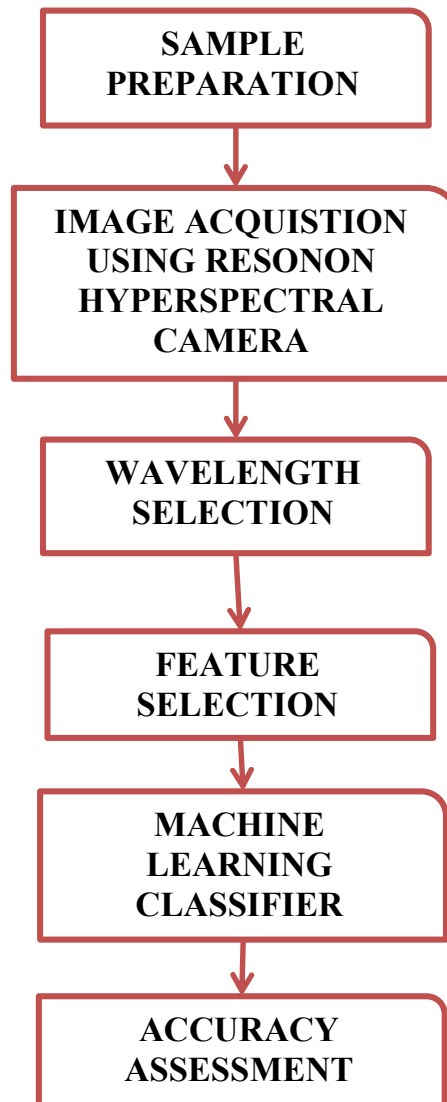 SAMPLE
PREPARATION
IMAGE ACQUISTION
USING RESONON
HYPERSPECTRAL
CAMERA
WAVELENGTH
SELECTION
FEATURE
SELECTION
MACHINE
LEARNING
CLASSIFIER
ACCURACY
ASSESSMENT